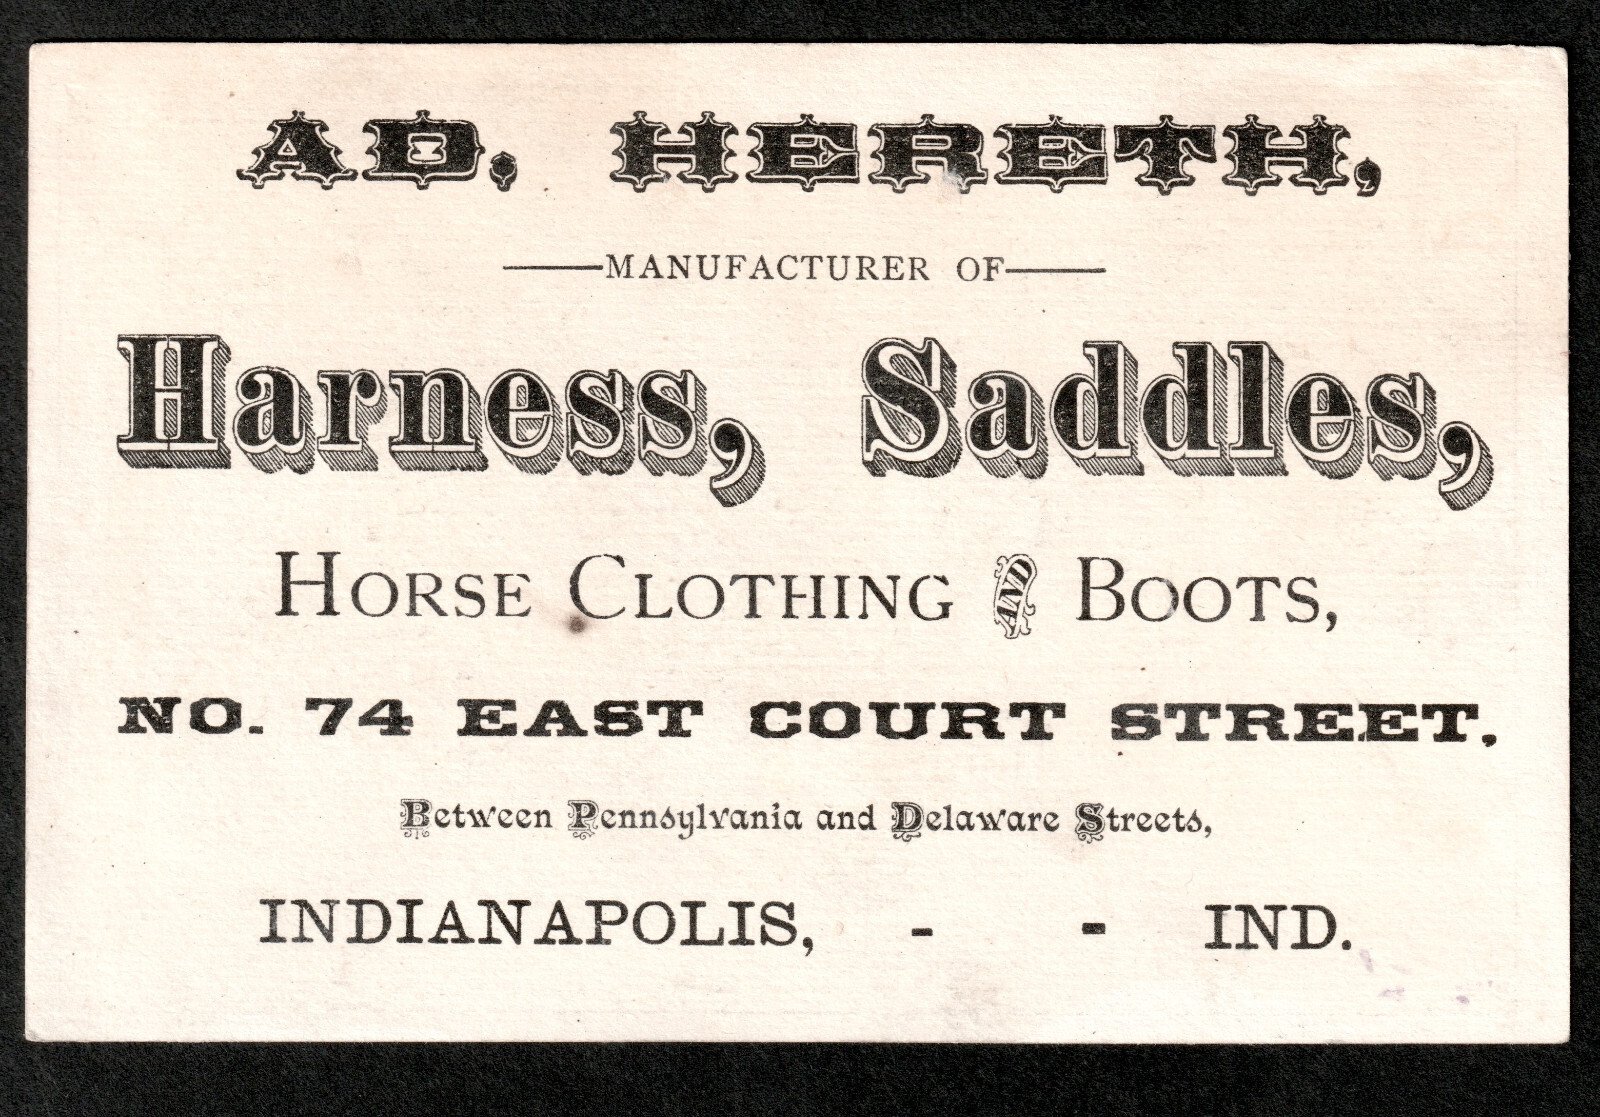 AD. HERETH,
MANUFACTURER OF
Harness, Saddles,
HORSE CLOTHING AND BOOTS,
NO. 74 EAST COURT STREET.
Between Pennsylvania and Delaware Streets,
INDIANAPOLIS, - - IND.